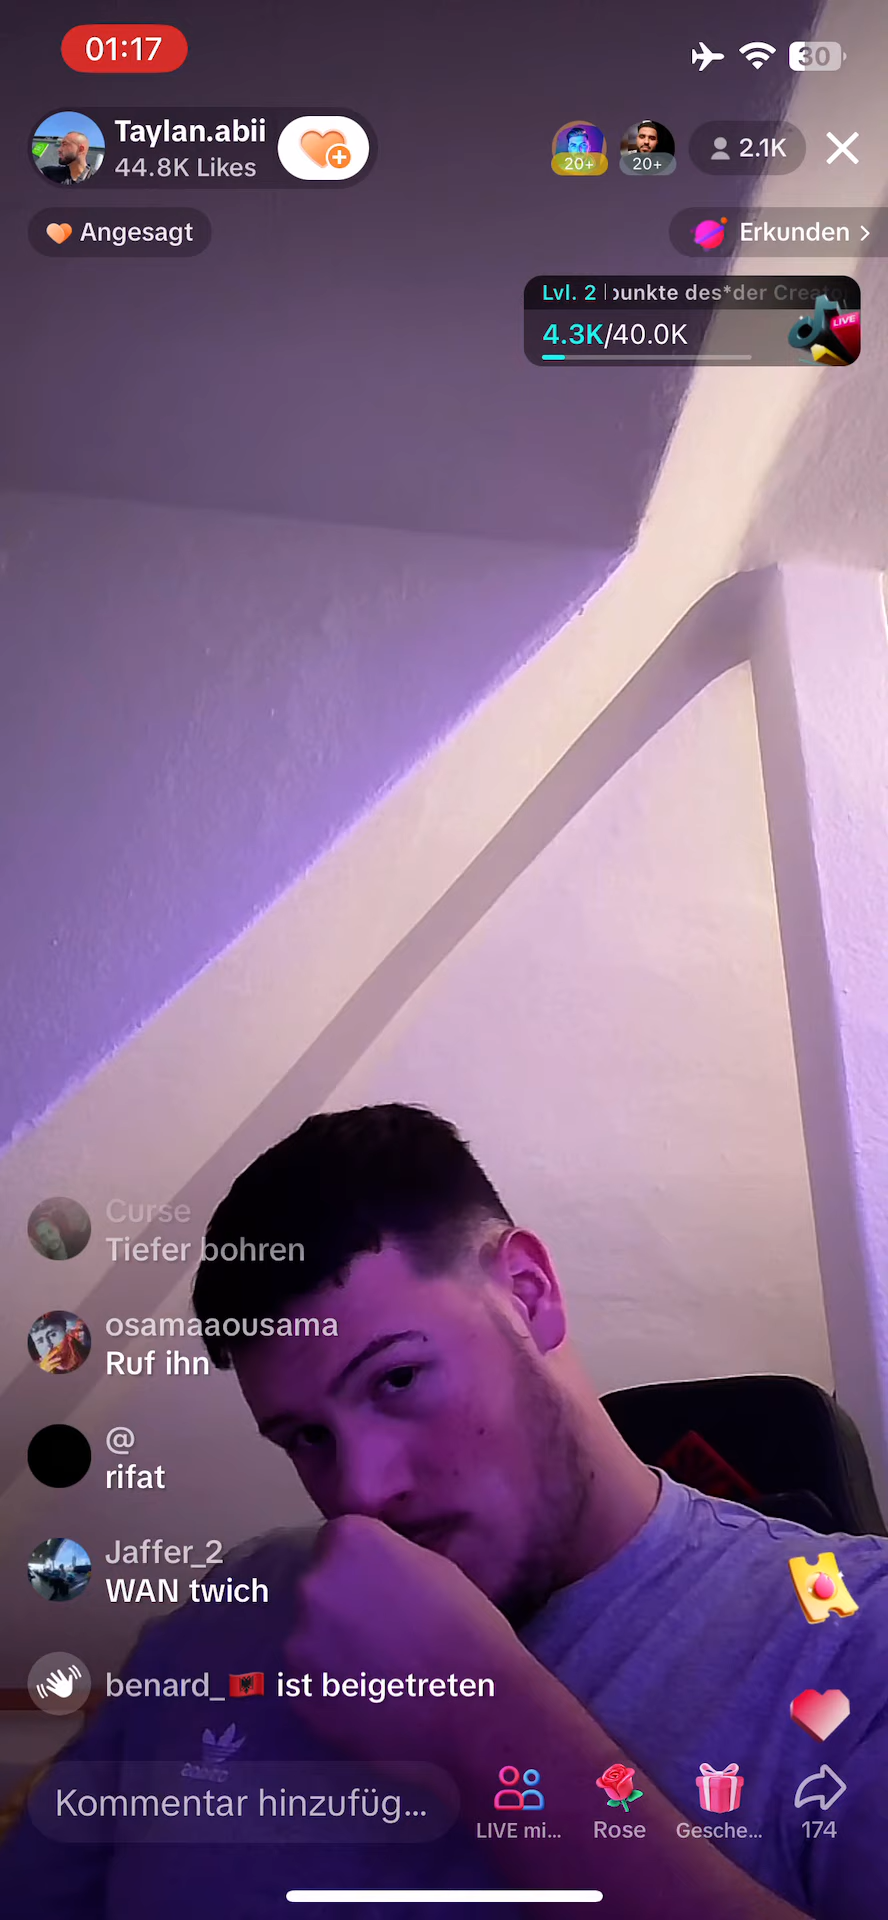 01:17
30
Taylan.abii
44.8K Likes
20+
20+
2.1K
Angesagt
Erkunden >
Lvl. 2 | punkte des*der Creato
LIVE
4.3K/40.0K
Curse
Tiefer bohren
osamaaousama
Ruf ihn
@
rifat
Jaffer_2
WAN twich
benard_🇦🇱 ist beigetreten
Kommentar hinzufüg...
LIVE mi...
Rose
Gesche...
174